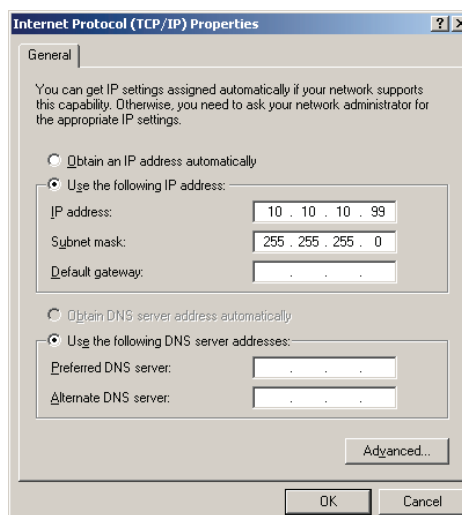 Internet Protocol (TCP/IP) Properties ? X
General
You can get IP settings assigned automatically if your network supports
this capability. Otherwise, you need to ask your network administrator for
the appropriate IP settings.
Obtain an IP address automatically
Use the following IP address:
IP address: 10 . 10 . 10 . 99
Subnet mask: 255 . 255 . 255 . 0
Default gateway: . . .
Obtain DNS server address automatically
Use the following DNS server addresses:
Preferred DNS server: . . .
Alternate DNS server: . . .
Advanced...
OK Cancel